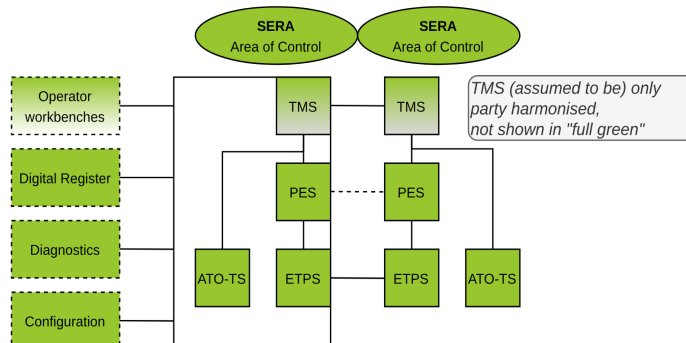 SERA
Area of Control
SERA
Area of Control
Operator
workbenches
TMS
TMS
TMS (assumed to be) only
party harmonised,
not shown in "full green"
Digital Register
PES
PES
Diagnostics
ATO-TS
ETPS
ETPS
ATO-TS
Configuration